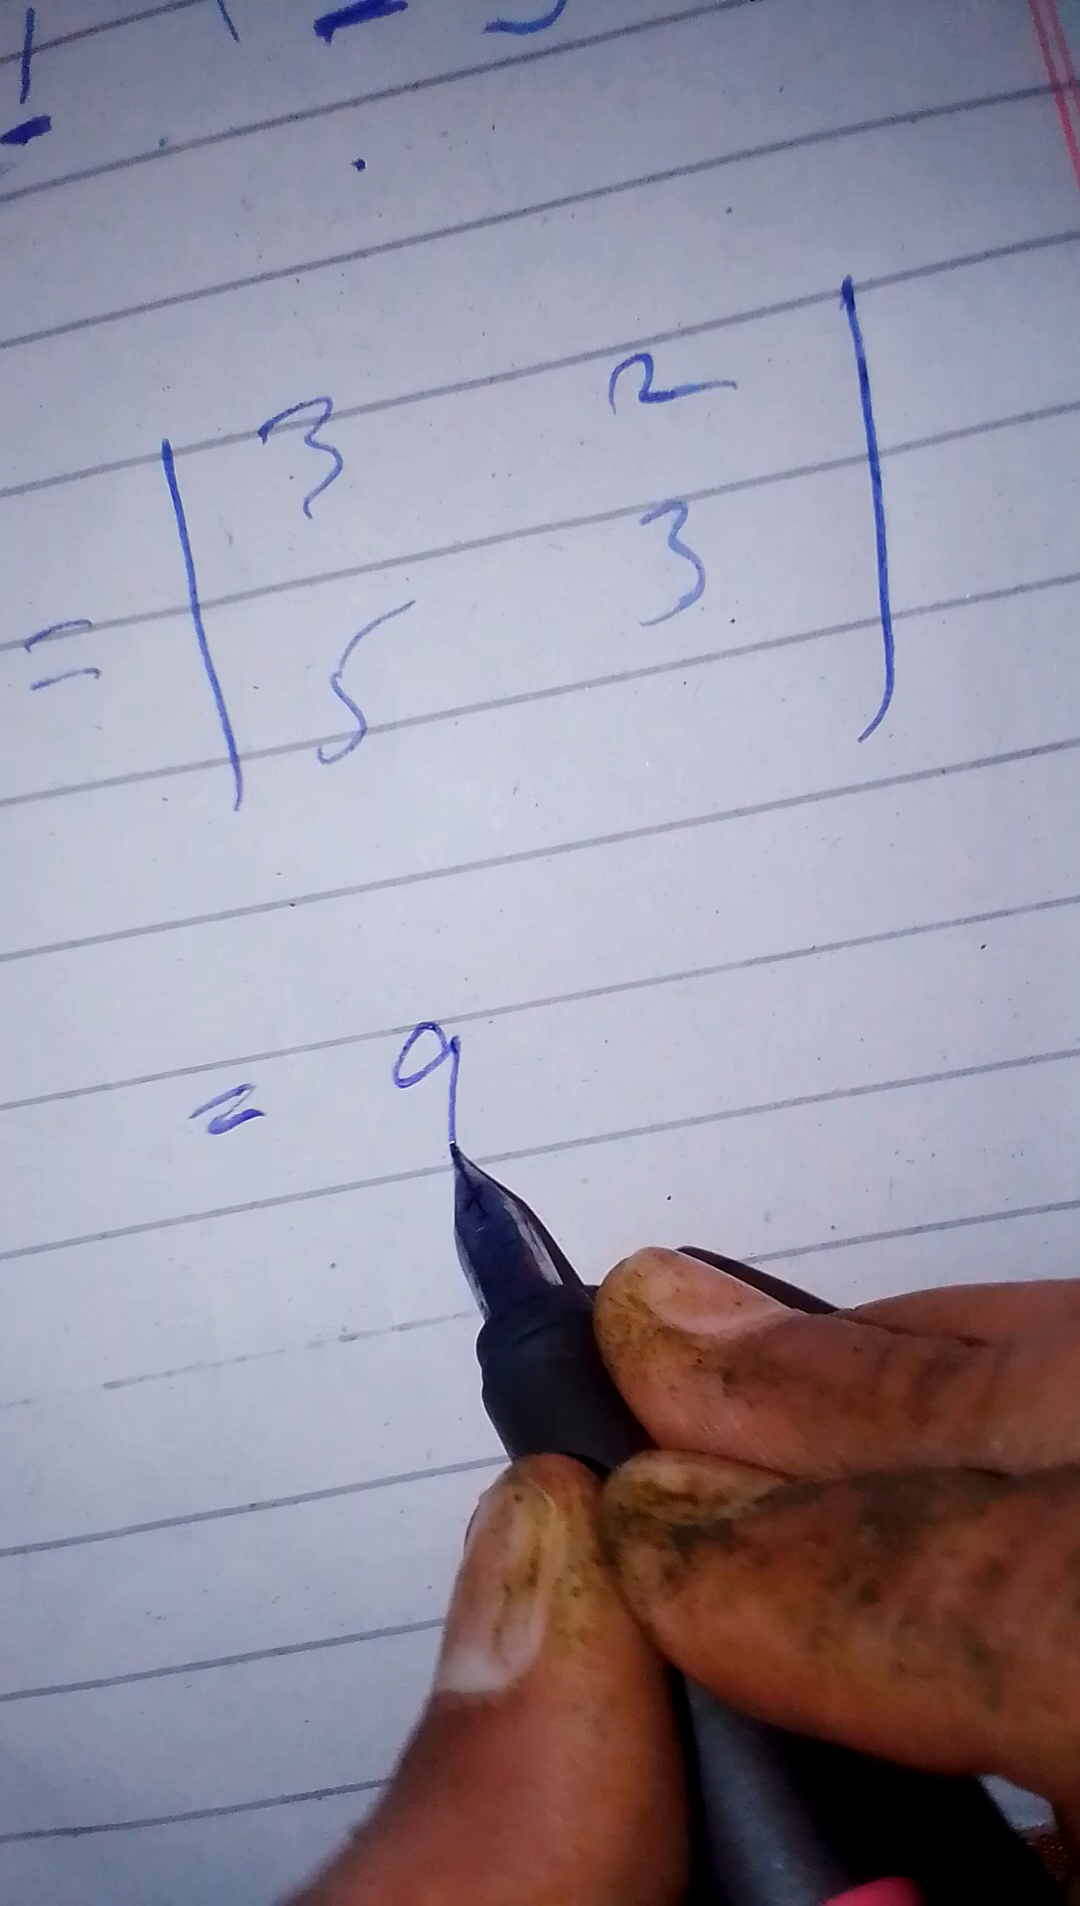 = | 3 2 |
| 5 3 |
= 9